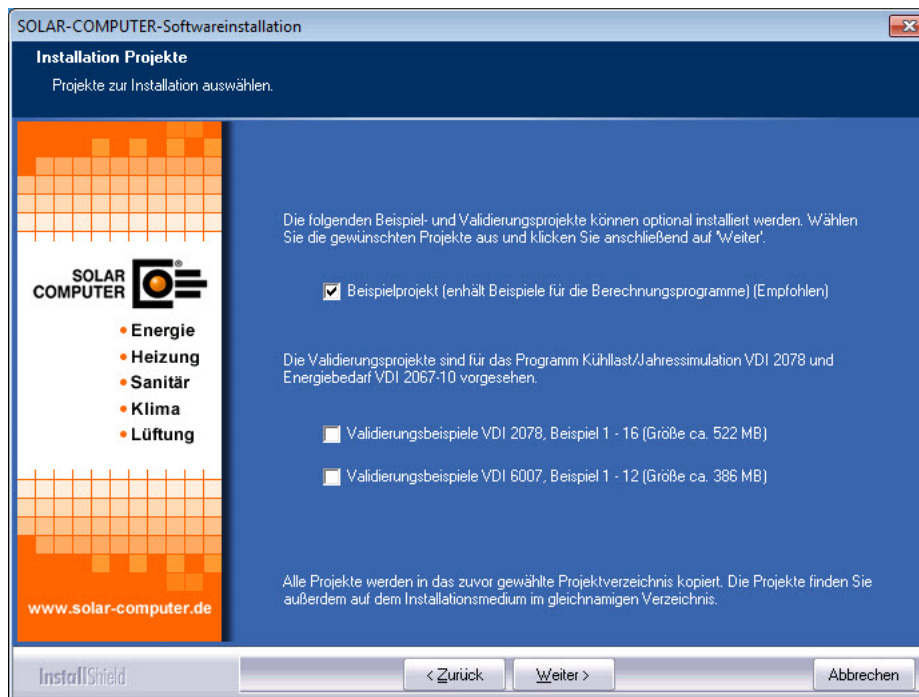 SOLAR-COMPUTER-Softwareinstallation
Installation Projekte
Projekte zur Installation auswählen.
Die folgenden Beispiel- und Validierungsprojekte können optional installiert werden. Wählen
Sie die gewünschten Projekte aus und klicken Sie anschließend auf 'Weiter'.
SOLAR
COMPUTER
®
Beispielprojekt (enhält Beispiele für die Berechnungsprogramme) (Empfohlen)
• Energie
• Heizung
• Sanitär
• Klima
• Lüftung
Die Validierungsprojekte sind für das Programm Kühllast/Jahressimulation VDI 2078 und
Energiebedarf VDI 2067-10 vorgesehen.
Validierungsbeispiele VDI 2078, Beispiel 1 - 16 (Größe ca. 522 MB)
Validierungsbeispiele VDI 6007, Beispiel 1 - 12 (Größe ca. 386 MB)
Alle Projekte werden in das zuvor gewählte Projektverzeichnis kopiert. Die Projekte finden Sie
außerdem auf dem Installationsmedium im gleichnamigen Verzeichnis.
www.solar-computer.de
InstallShield
< Zurück
Weiter >
Abbrechen